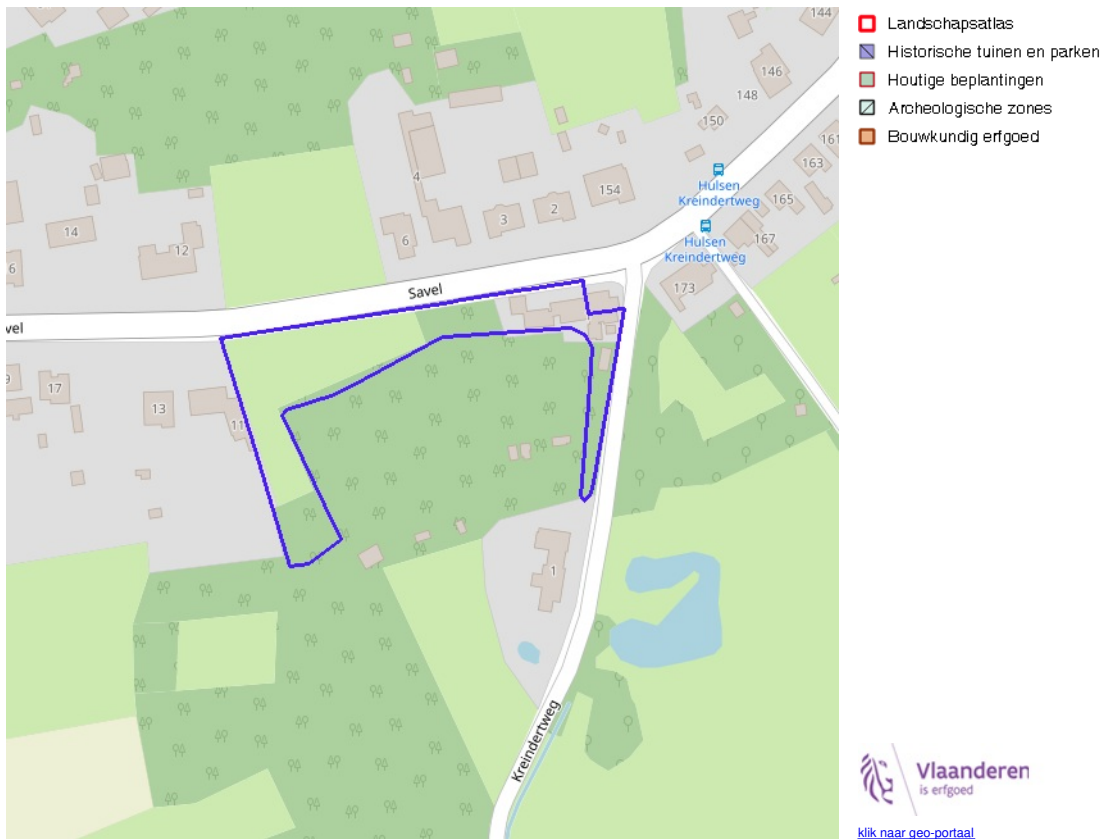 144
146
148
150
161
163
4
154
165
Hulsen
Kreindertweg
2
3
14
6
167
Hulsen
Kreindertweg
12
6
173
Savel
vel
9
17
13
11
1
Kreindertweg
Landschapsatlas
Historische tuinen en parken
Houtige beplantingen
Archeologische zones
Bouwkundig erfgoed
Vlaanderen
is erfgoed
klik naar geo-portaal